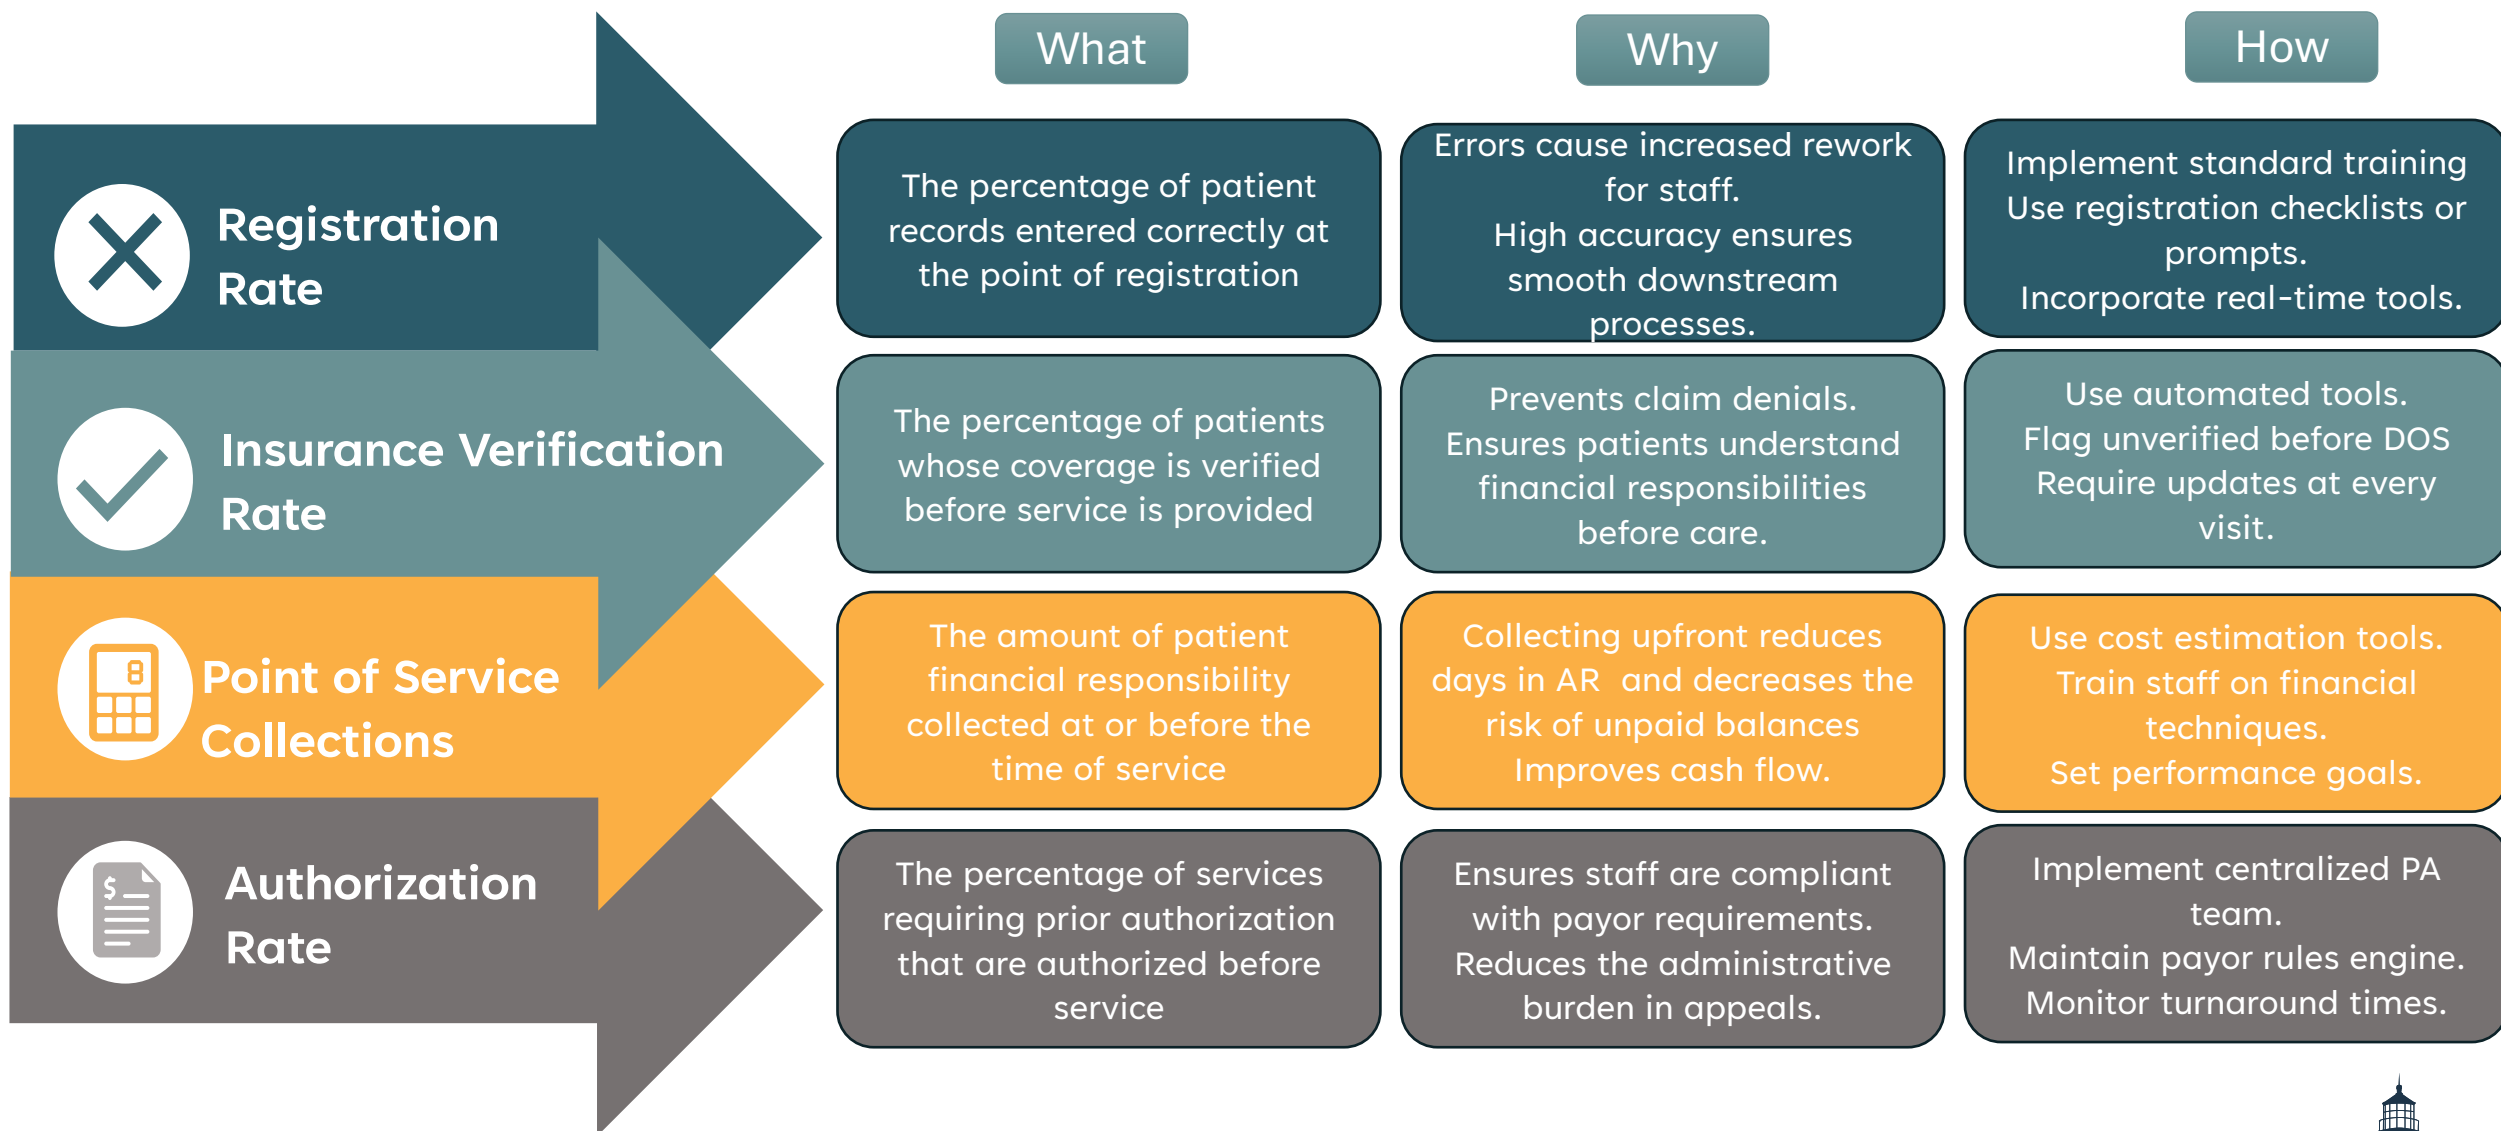 What
Why
How
Registration
Rate
The percentage of patient
records entered correctly at
the point of registration
Errors cause increased rework
for staff.
High accuracy ensures
smooth downstream
processes.
Implement standard training
Use registration checklists or
prompts.
Incorporate real-time tools.
Insurance Verification
Rate
The percentage of patients
whose coverage is verified
before service is provided
Prevents claim denials.
Ensures patients understand
financial responsibilities
before care.
Use automated tools.
Flag unverified before DOS
Require updates at every
visit.
Point of Service
Collections
The amount of patient
financial responsibility
collected at or before the
time of service
Collecting upfront reduces
days in AR  and decreases the
risk of unpaid balances
Improves cash flow.
Use cost estimation tools.
Train staff on financial
techniques.
Set performance goals.
Authorization
Rate
The percentage of services
requiring prior authorization
that are authorized before
service
Ensures staff are compliant
with payor requirements.
Reduces the administrative
burden in appeals.
Implement centralized PA
team.
Maintain payor rules engine.
Monitor turnaround times.